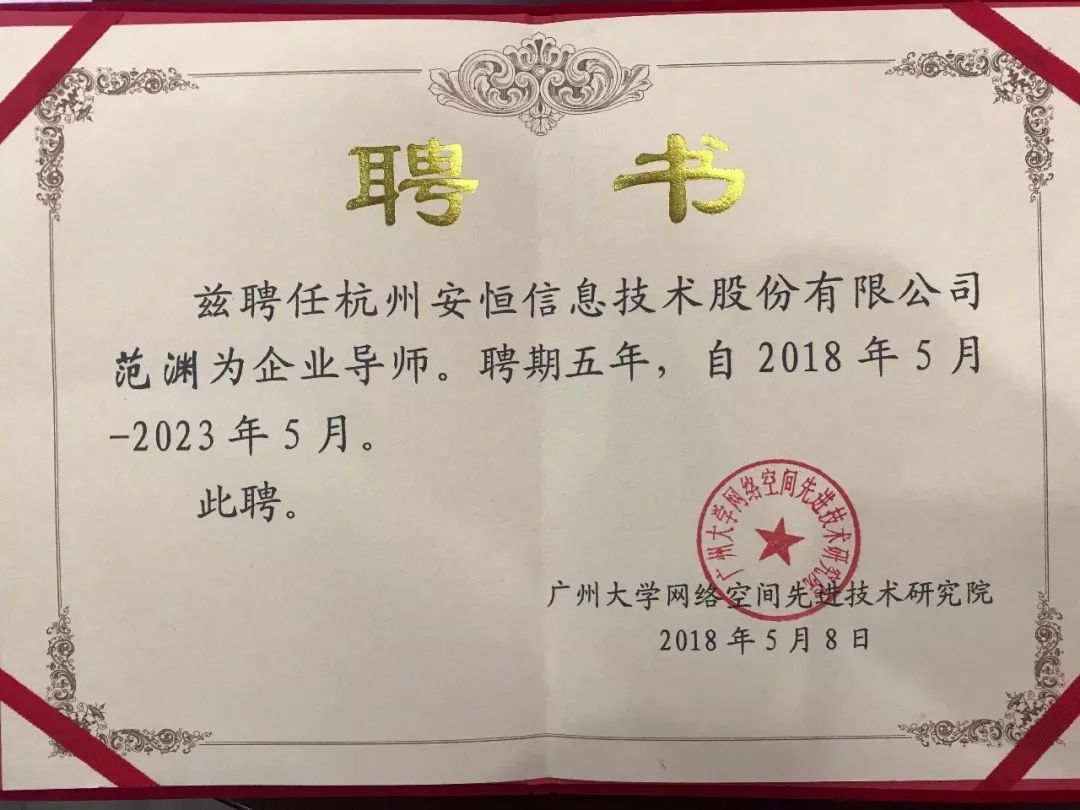 聘 书
兹聘任杭州安恒信息技术股份有限公司
范渊为企业导师。聘期五年，自 2018 年 5 月
-2023 年 5 月。
此聘。
广州大学网络空间先进技术研究院
广州大学网络空间先进技术研究院
2018 年 5 月 8 日